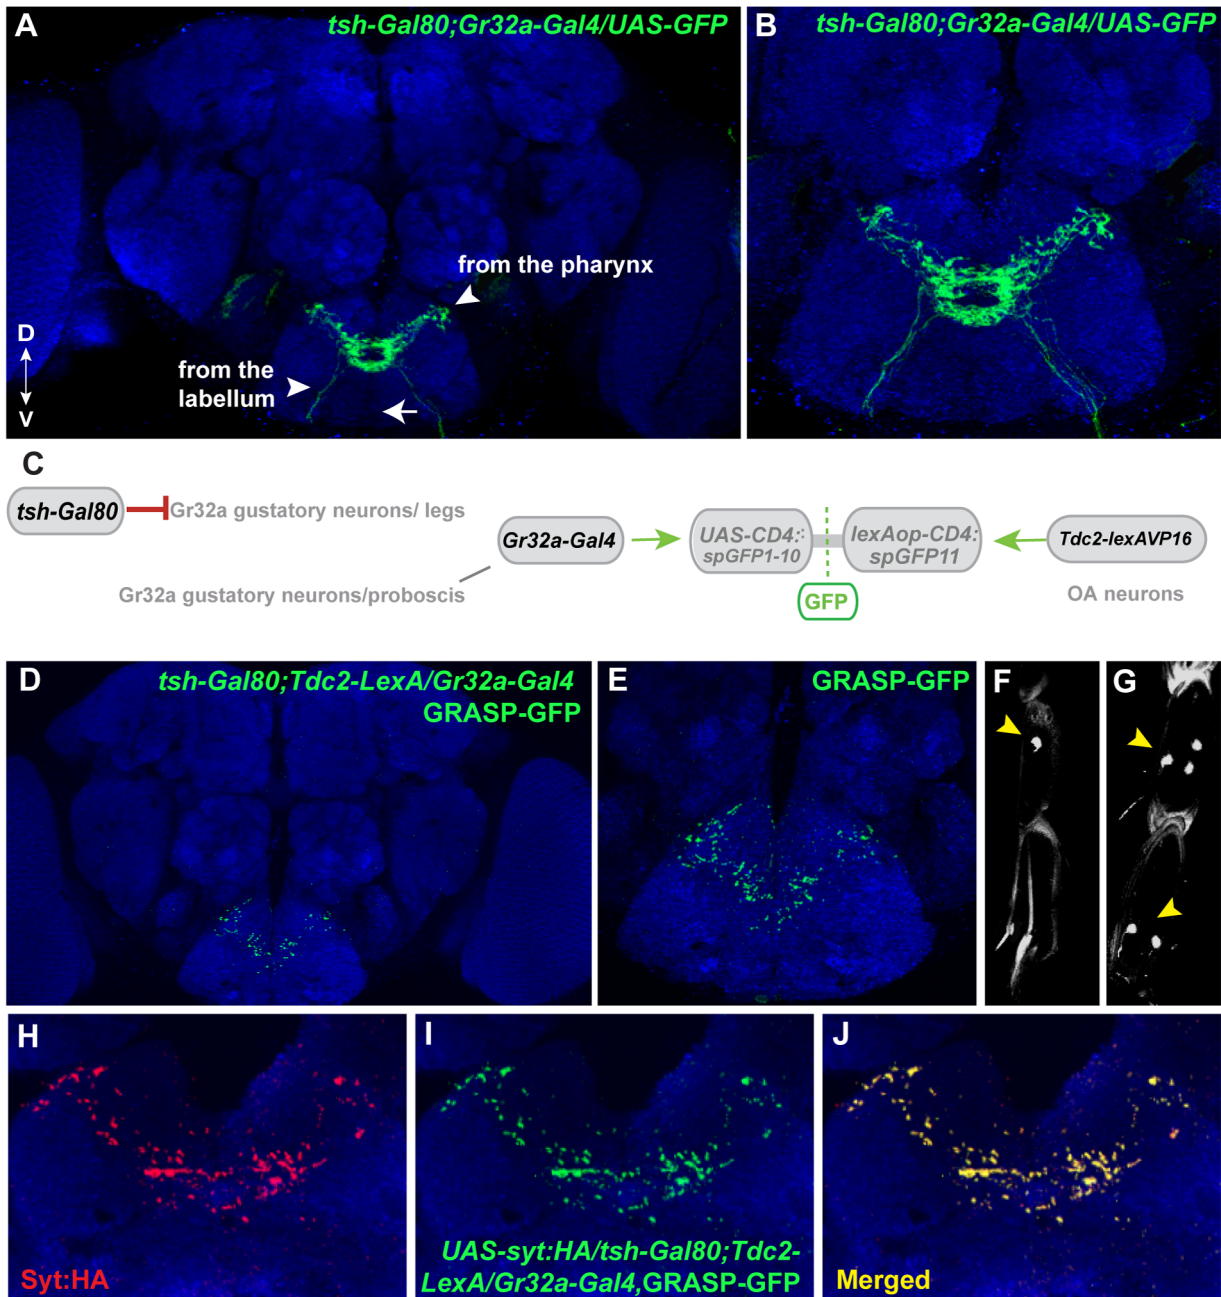 A
tsh-Gal80;Gr32a-Gal4/UAS-GFP
from the pharynx
D
V
from the
labellum
B
tsh-Gal80;Gr32a-Gal4/UAS-GFP
C
tsh-Gal80
Gr32a gustatory neurons/ legs
Gr32a-Gal4
Gr32a gustatory neurons/proboscis
UAS-CD4:
spGFP1-10
lexAop-CD4:
spGFP11
GFP
Tdc2-lexAVP16
OA neurons
D
tsh-Gal80;Tdc2-LexA/Gr32a-Gal4
GRASP-GFP
E
GRASP-GFP
F
G
H
Syt:HA
I
UAS-syt:HA/tsh-Gal80;Tdc2-
LexA/Gr32a-Gal4,GRASP-GFP
J
Merged